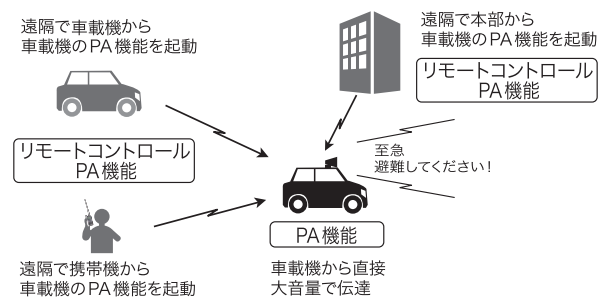 遠隔で車載機から
車載機のPA機能を起動
リモートコントロール
PA機能
遠隔で本部から
車載機のPA機能を起動
リモートコントロール
PA機能
至急
避難してください!
遠隔で携帯機から
車載機のPA機能を起動
PA機能
車載機から直接
大音量で伝達